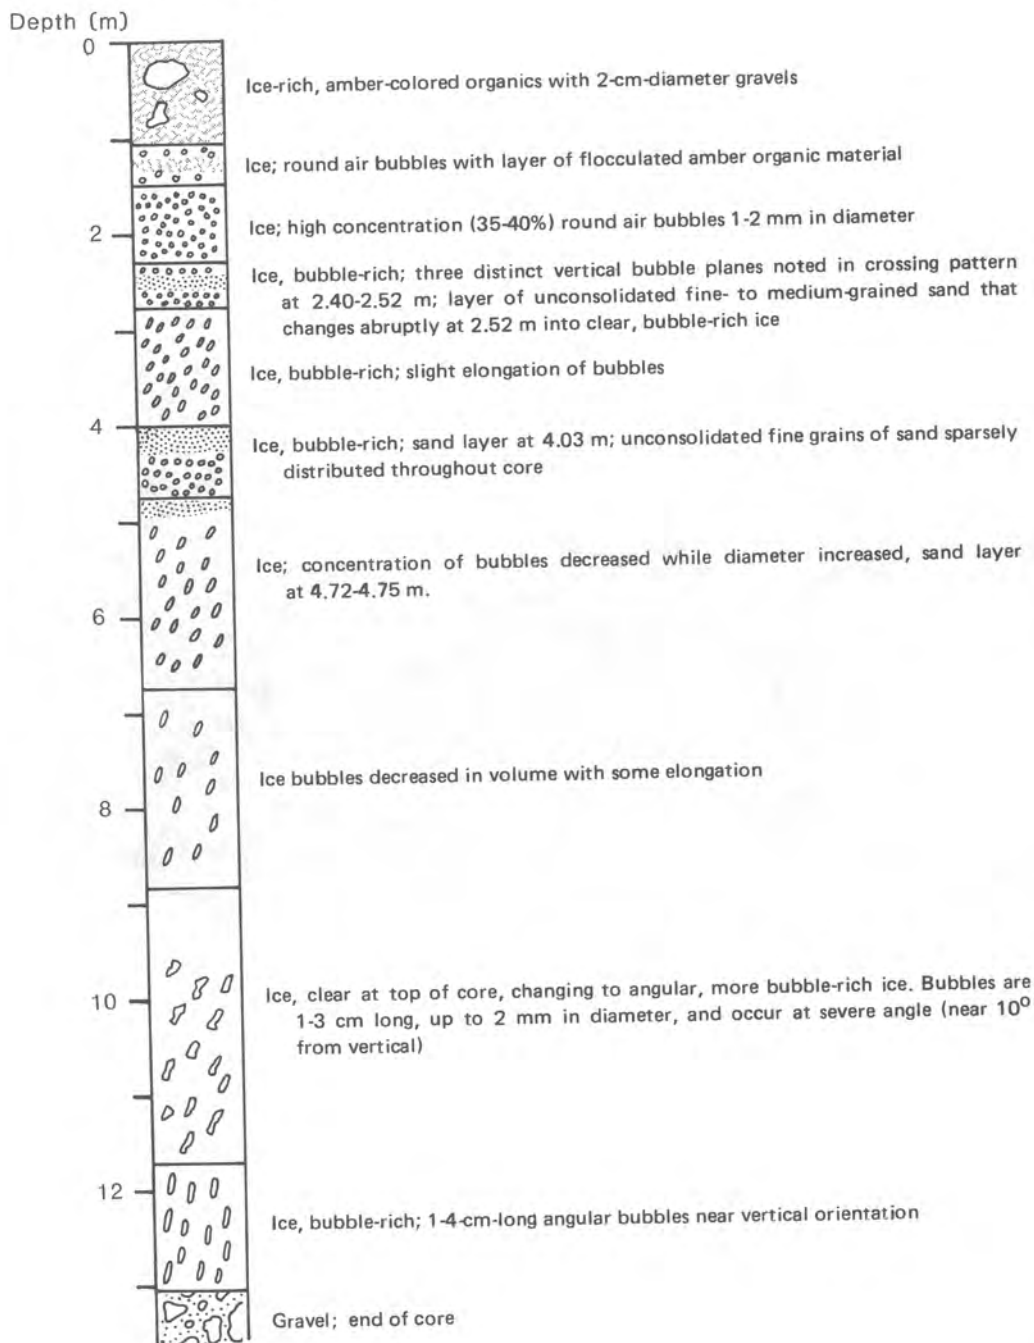 Depth (m)
0
Ice-rich, amber-colored organics with 2-cm-diameter gravels
Ice; round air bubbles with layer of flocculated amber organic material
2
Ice; high concentration (35-40%) round air bubbles 1-2 mm in diameter
Ice, bubble-rich; three distinct vertical bubble planes noted in crossing pattern
at 2.40-2.52 m; layer of unconsolidated fine- to medium-grained sand that
changes abruptly at 2.52 m into clear, bubble-rich ice
Ice, bubble-rich; slight elongation of bubbles
4
Ice, bubble-rich; sand layer at 4.03 m; unconsolidated fine grains of sand sparsely
distributed throughout core
Ice; concentration of bubbles decreased while diameter increased, sand layer
at 4.72-4.75 m.
6
Ice bubbles decreased in volume with some elongation
8
10
Ice, clear at top of core, changing to angular, more bubble-rich ice. Bubbles are
1-3 cm long, up to 2 mm in diameter, and occur at severe angle (near 10⁰
from vertical)
12
Ice, bubble-rich; 1-4-cm-long angular bubbles near vertical orientation
Gravel; end of core